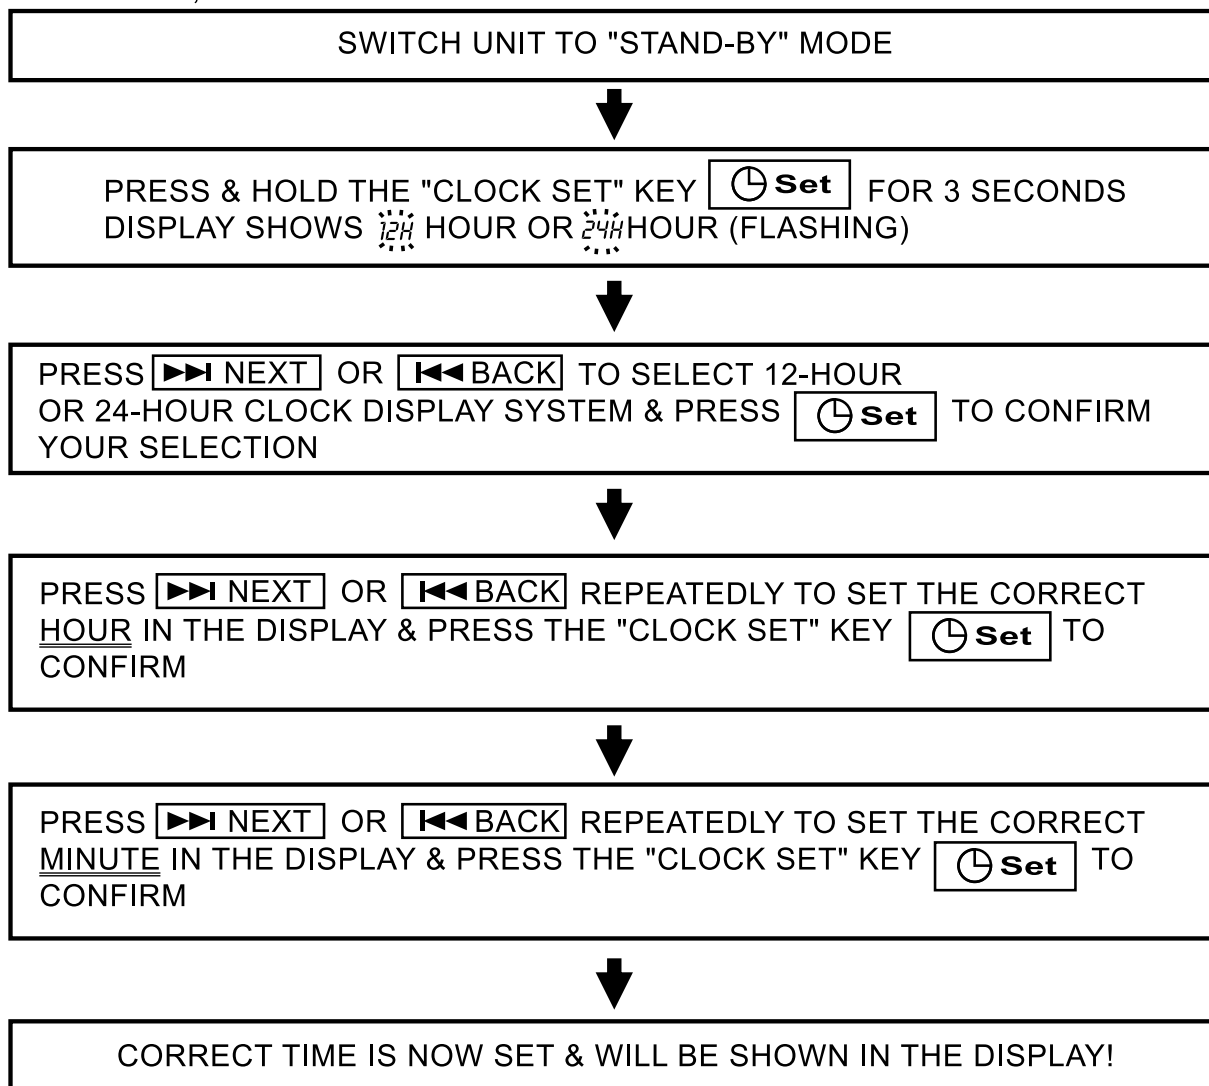 SWITCH UNIT TO "STAND-BY" MODE
PRESS & HOLD THE "CLOCK SET" KEY Set FOR 3 SECONDS
DISPLAY SHOWS 12H HOUR OR 24H HOUR (FLASHING)
PRESS ►►I NEXT OR I◄◄ BACK TO SELECT 12-HOUR
OR 24-HOUR CLOCK DISPLAY SYSTEM & PRESS Set TO CONFIRM
YOUR SELECTION
PRESS ►►I NEXT OR I◄◄ BACK REPEATEDLY TO SET THE CORRECT
HOUR IN THE DISPLAY & PRESS THE "CLOCK SET" KEY Set TO
CONFIRM
PRESS ►►I NEXT OR I◄◄ BACK REPEATEDLY TO SET THE CORRECT
MINUTE IN THE DISPLAY & PRESS THE "CLOCK SET" KEY Set TO
CONFIRM
CORRECT TIME IS NOW SET & WILL BE SHOWN IN THE DISPLAY!